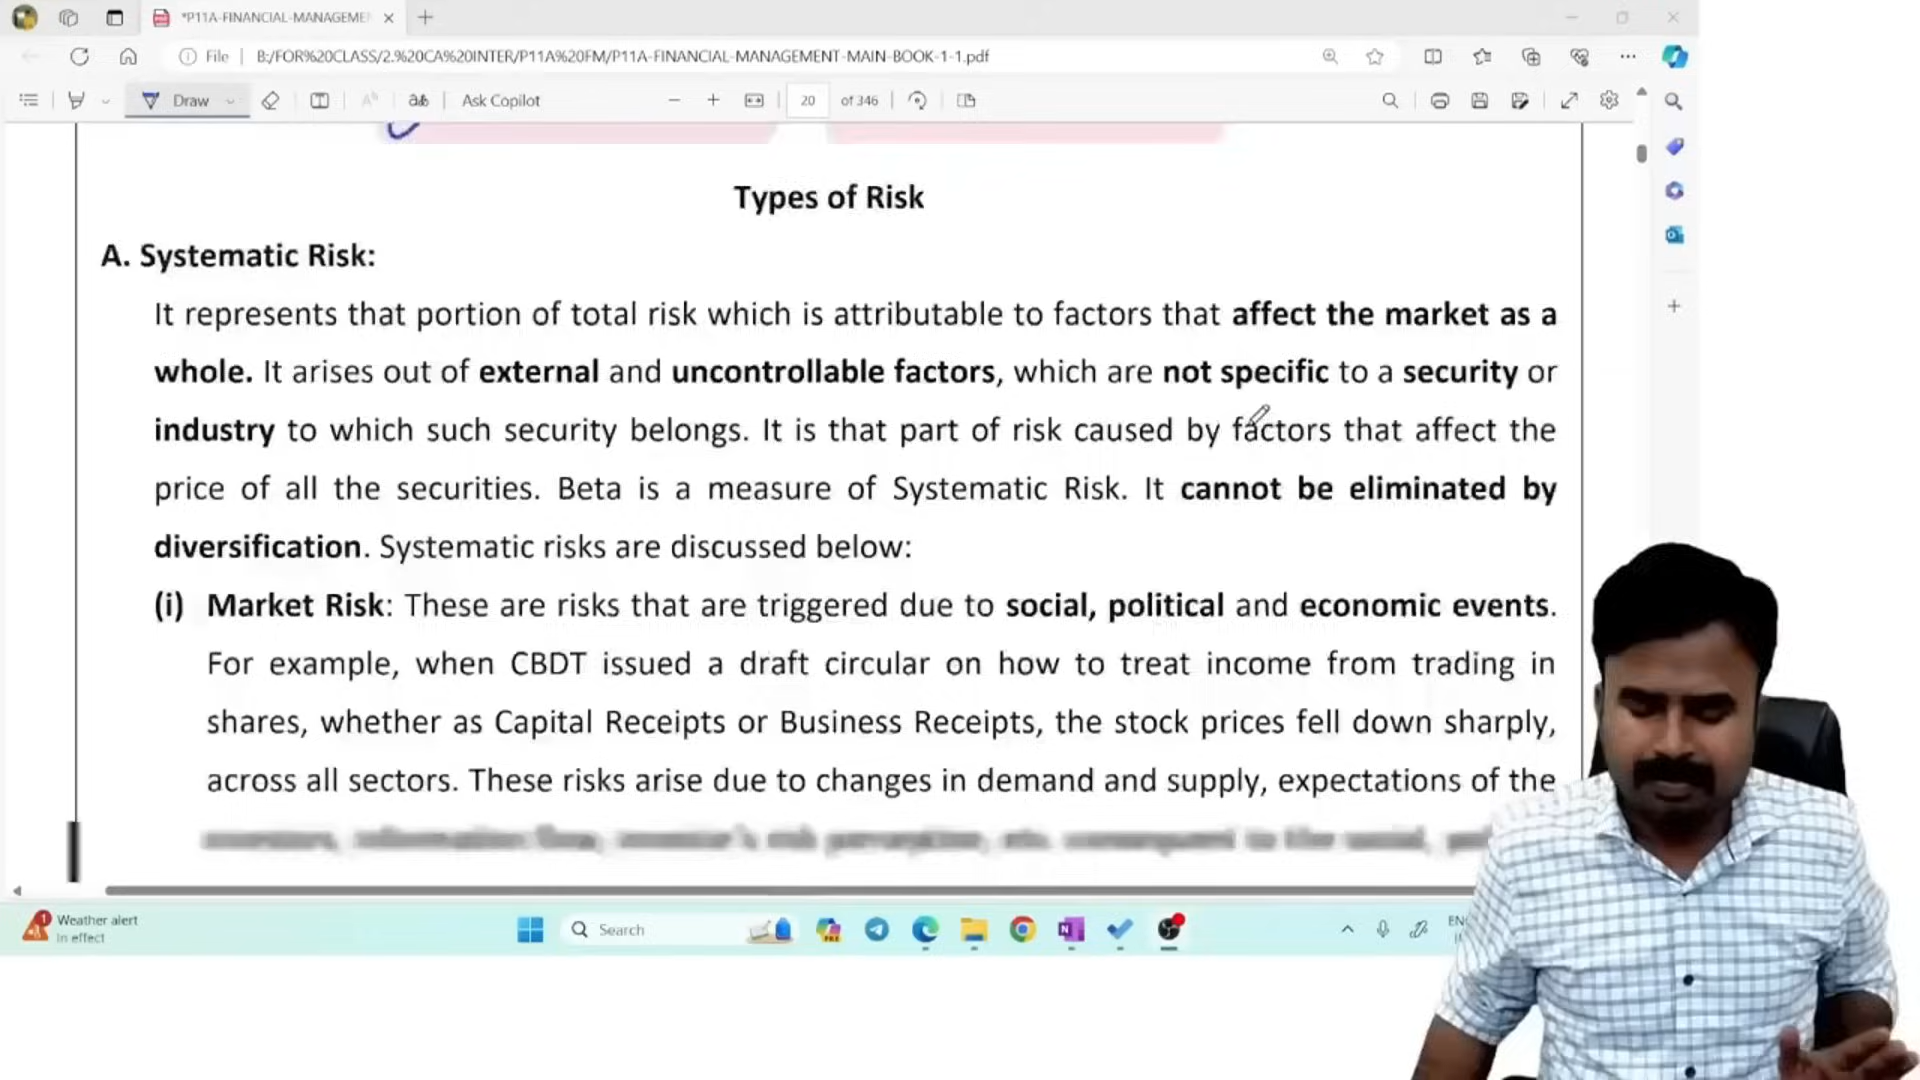 *P11A-FINANCIAL-MANAGEME
File
B:/FOR%20CLASS/2.%20CA%20INTER/P11A%20FM/P11A-FINANCIAL-MANAGEMENT-MAIN-BOOK-1-1.pdf
Draw
Ask Copilot
20
of 346
Types of Risk
A. Systematic Risk:
It represents that portion of total risk which is attributable to factors that affect the market as a
whole. It arises out of external and uncontrollable factors, which are not specific to a security or
industry to which such security belongs. It is that part of risk caused by factors that affect the
price of all the securities. Beta is a measure of Systematic Risk. It cannot be eliminated by
diversification. Systematic risks are discussed below:
(i) Market Risk: These are risks that are triggered due to social, political and economic events.
For example, when CBDT issued a draft circular on how to treat income from trading in
shares, whether as Capital Receipts or Business Receipts, the stock prices fell down sharply,
across all sectors. These risks arise due to changes in demand and supply, expectations of the
Weather alert
In effect
Search